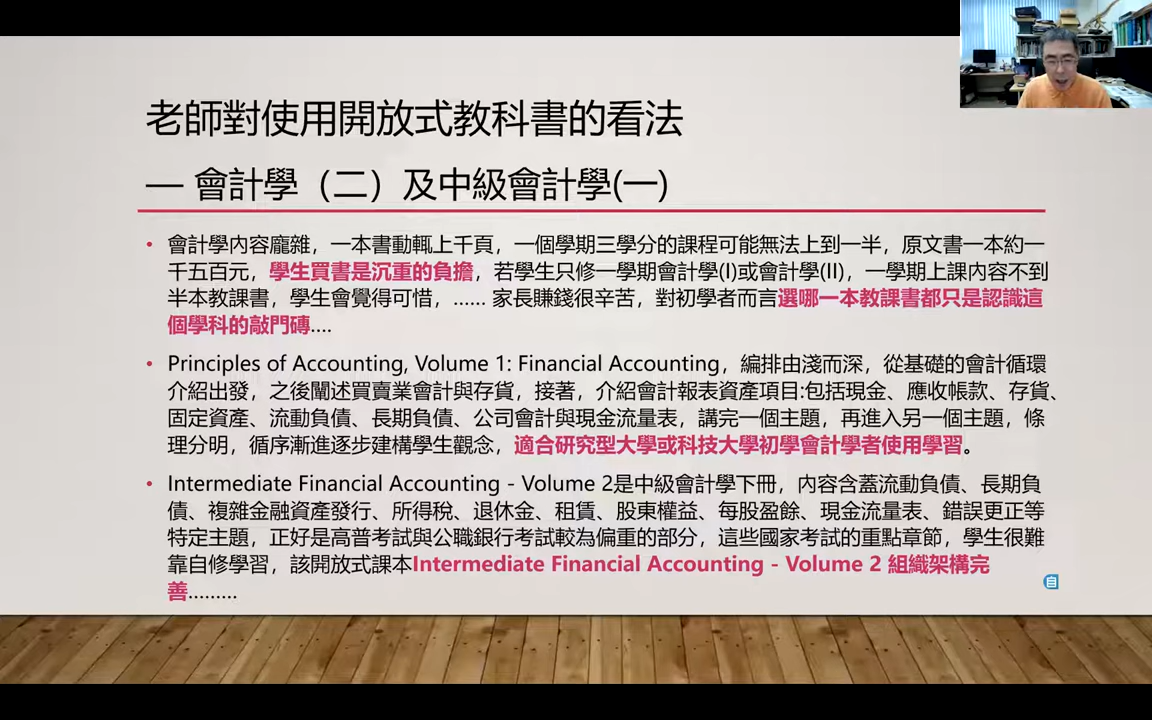 老師對使用開放式教科書的看法
— 會計學（二）及中級會計學(一)
• 會計學內容龐雜，一本書動輒上千頁，一個學期三學分的課程可能無法上到一半，原文書一本約一
千五百元，學生買書是沉重的負擔，若學生只修一學期會計學(I)或會計學(II)，一學期上課內容不到
半本教課書，學生會覺得可惜，...... 家長賺錢很辛苦，對初學者而言選哪一本教課書都只是認識這
個學科的敲門磚....
• Principles of Accounting, Volume 1: Financial Accounting，編排由淺而深，從基礎的會計循環
介紹出發，之後闡述買賣業會計與存貨，接著，介紹會計報表資產項目:包括現金、應收帳款、存貨、
固定資產、流動負債、長期負債、公司會計與現金流量表，講完一個主題，再進入另一個主題，條
理分明，循序漸進逐步建構學生觀念，適合研究型大學或科技大學初學會計學者使用學習。
• Intermediate Financial Accounting - Volume 2是中級會計學下冊，內容含蓋流動負債、長期負
債、複雜金融資產發行、所得稅、退休金、租賃、股東權益、每股盈餘、現金流量表、錯誤更正等
特定主題，正好是高普考試與公職銀行考試較為偏重的部分，這些國家考試的重點章節，學生很難
靠自修學習，該開放式課本Intermediate Financial Accounting - Volume 2 組織架構完
善.........